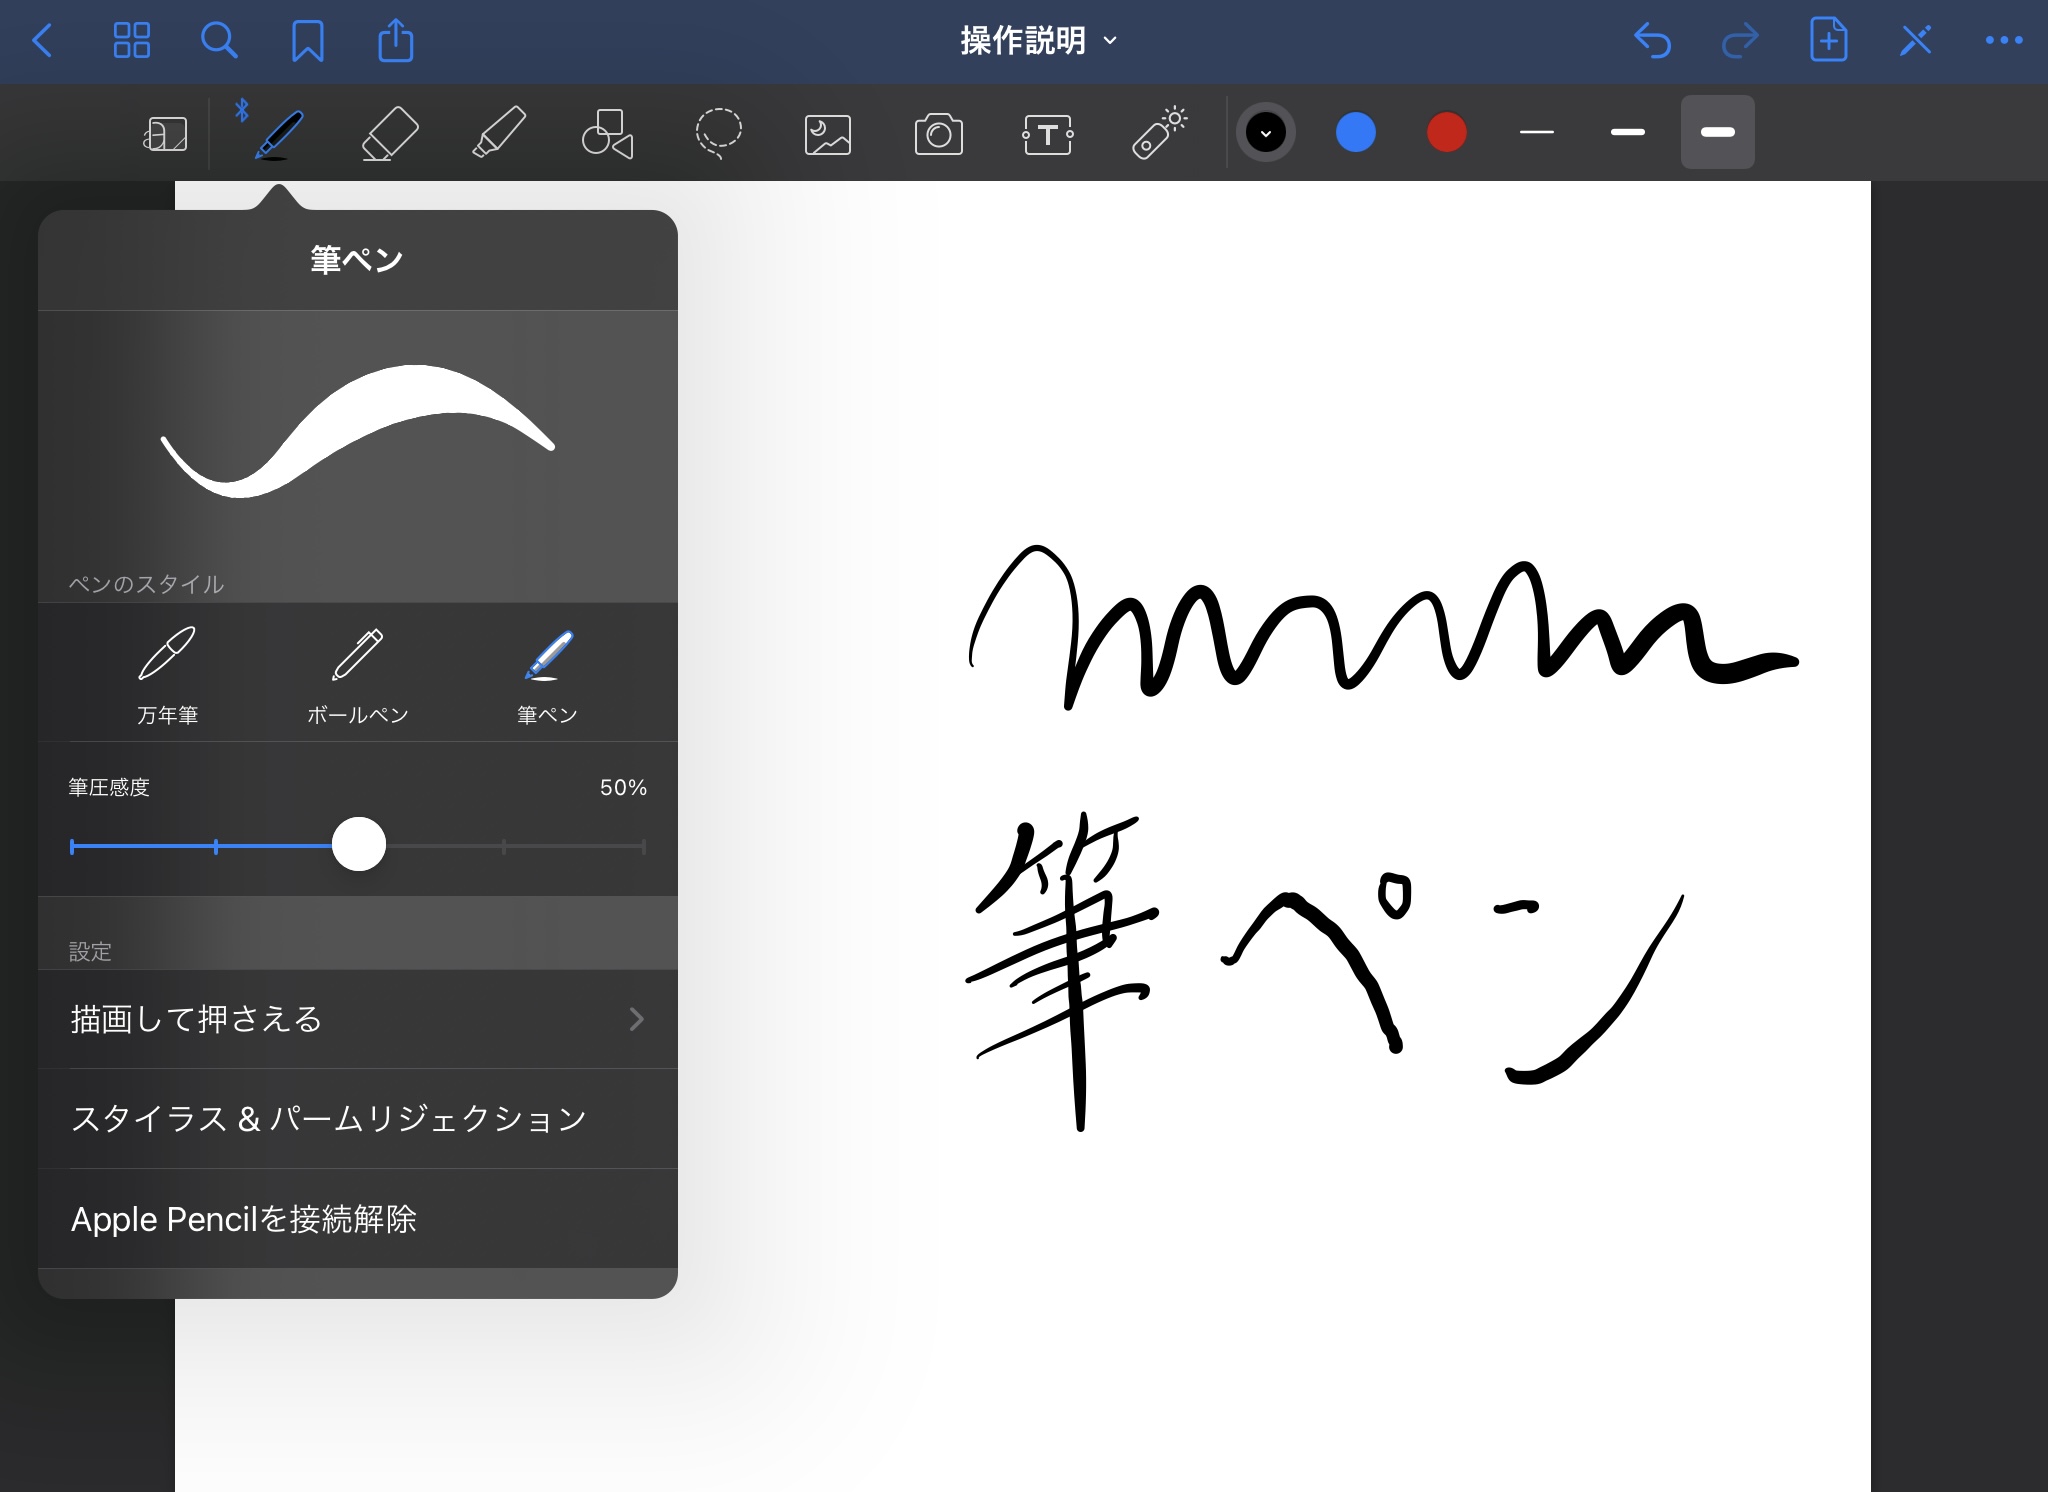 操作説明
筆ペン
ペンのスタイル
万年筆 ボールペン 筆ペン
筆圧感度 50%
設定
描画して押さえる
スタイラス & パームリジェクション
Apple Pencilを接続解除
筆ペン